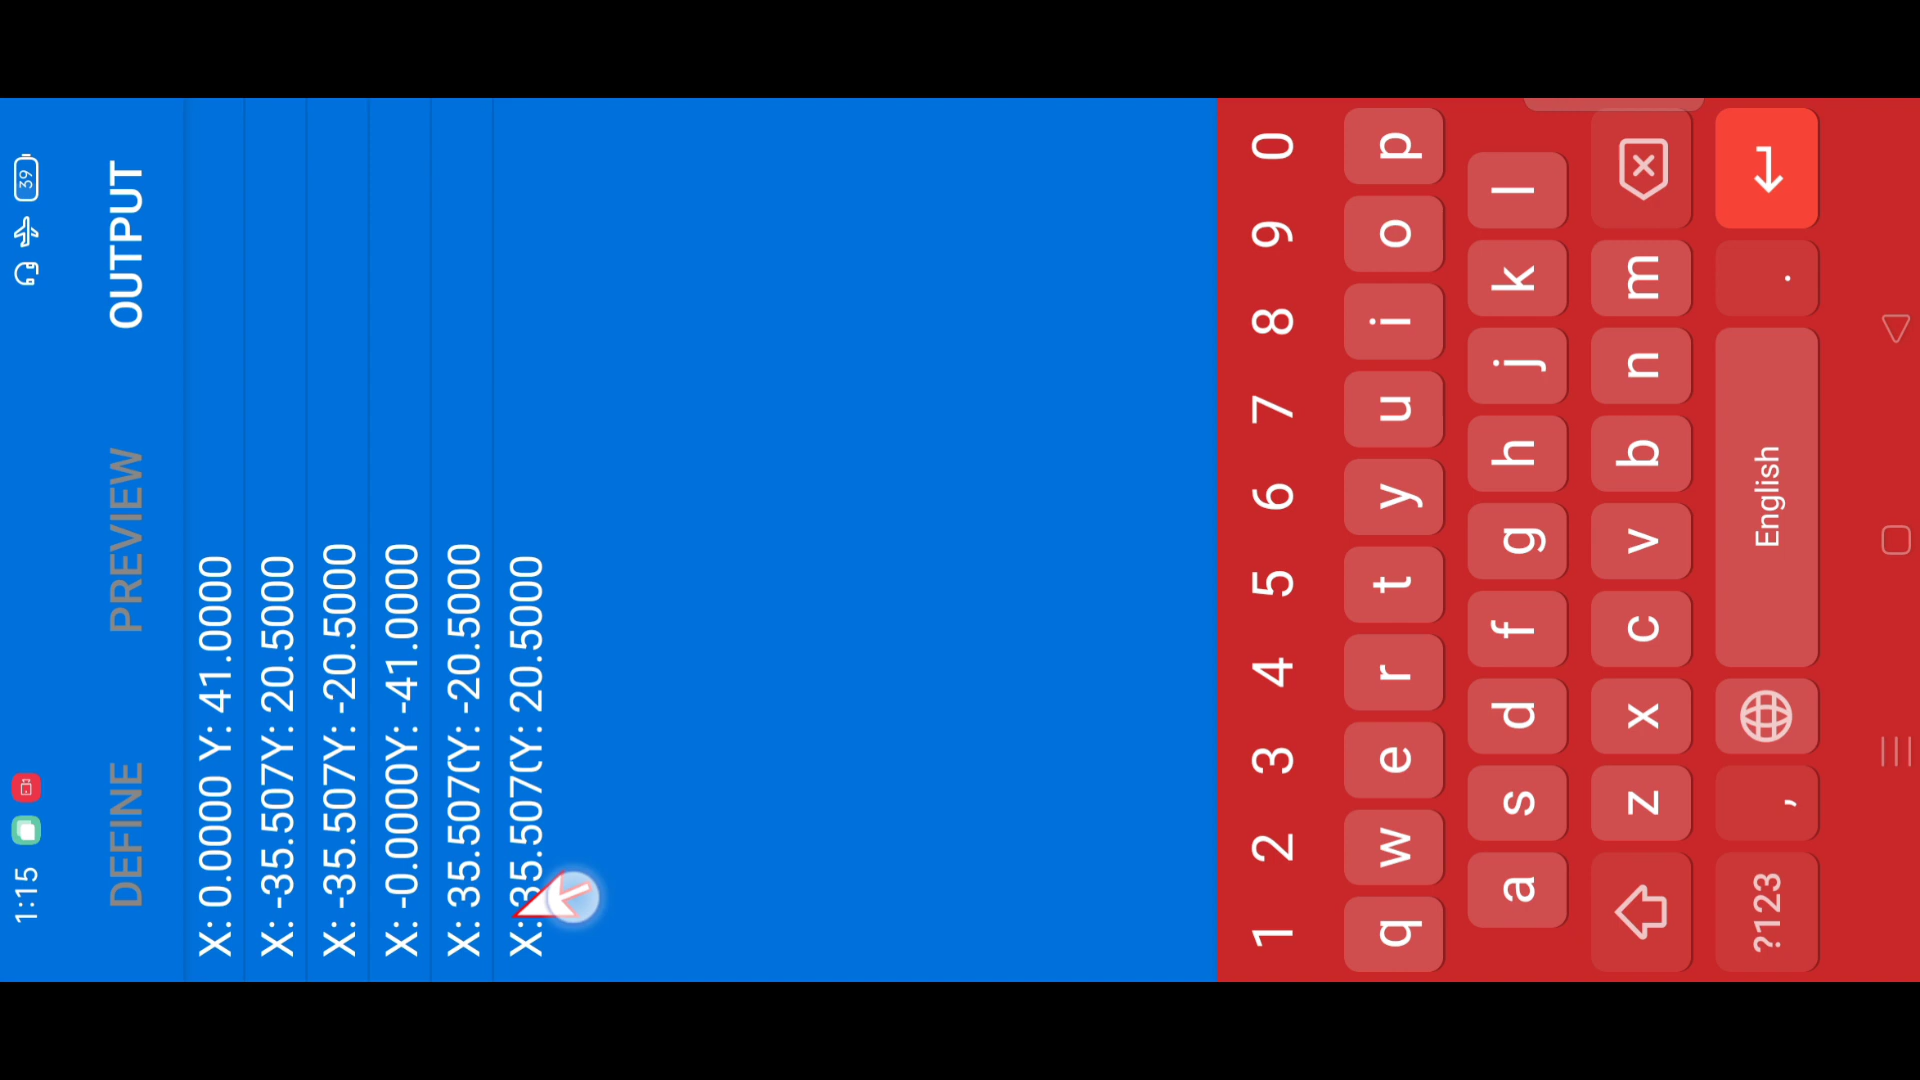 1:15
39
DEFINE PREVIEW OUTPUT
X: 0.0000 Y: 41.0000
X: -35.507Y: 20.5000
X: -35.507Y: -20.5000
X: -0.0000Y: -41.0000
X: 35.507(Y: -20.5000
X: 35.507(Y: 20.5000
1 2 3 4 5 6 7 8 9 0
q w e r t y u i o p
a s d f g h j k l
z x c v b n m
?123 , English .